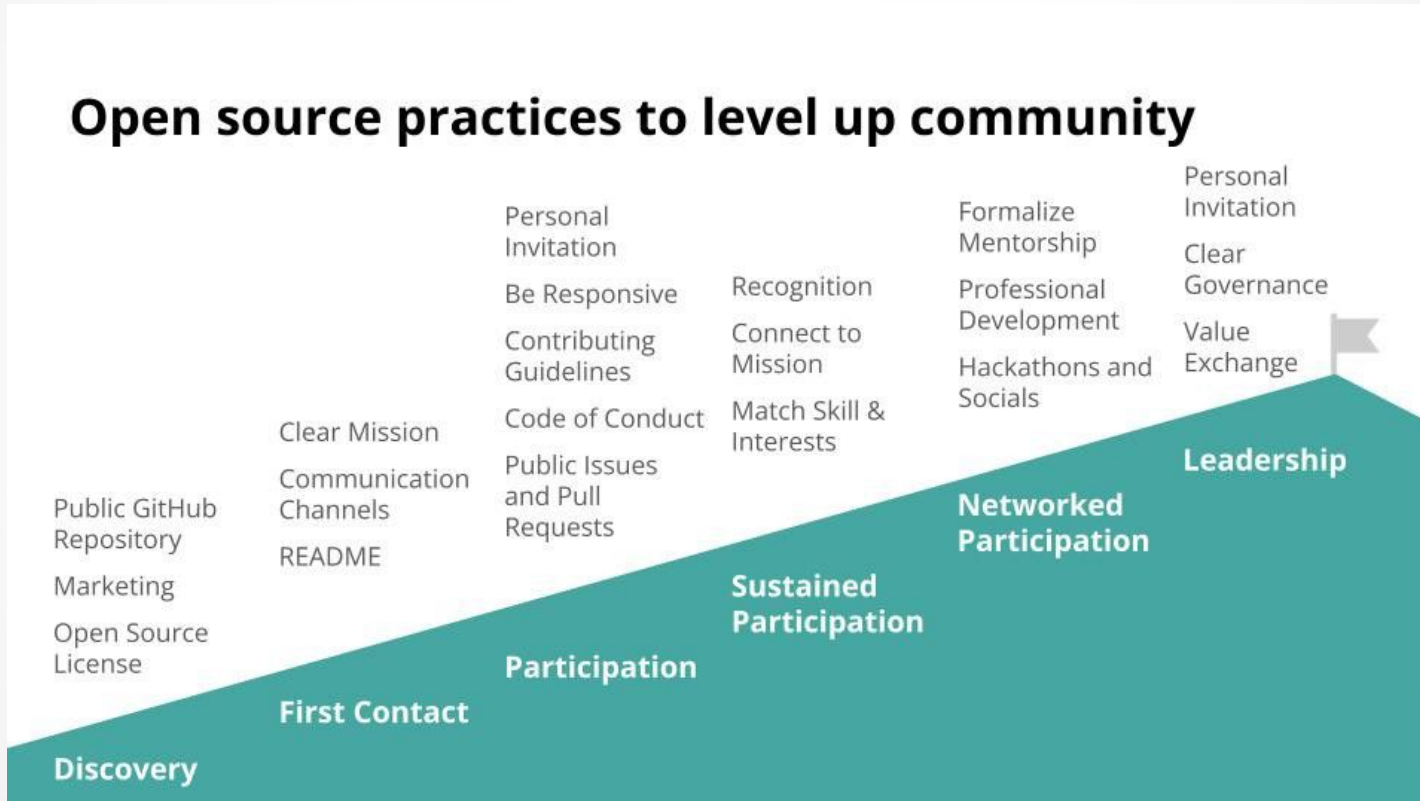 Open source practices to level up community
Public GitHub
Repository
Marketing
Open Source
License
Discovery
Clear Mission
Communication
Channels
README
First Contact
Personal
Invitation
Be Responsive
Contributing
Guidelines
Code of Conduct
Public Issues
and Pull
Requests
Participation
Recognition
Connect to
Mission
Match Skill &
Interests
Sustained
Participation
Formalize
Mentorship
Professional
Development
Hackathons and
Socials
Networked
Participation
Personal
Invitation
Clear
Governance
Value
Exchange
Leadership